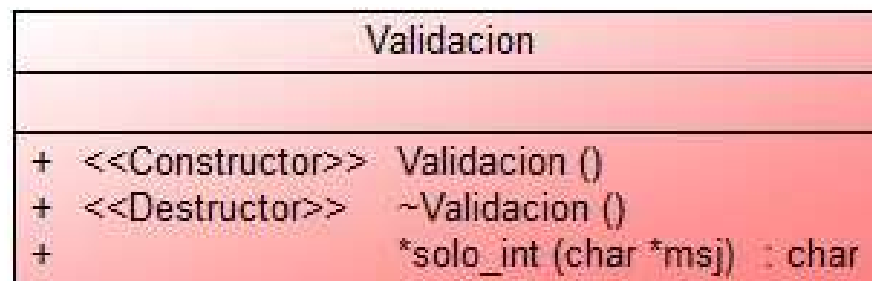 Validacion
+ <<Constructor>> Validacion ()
+ <<Destructor>> ~Validacion ()
+ *solo_int (char *msj) : char